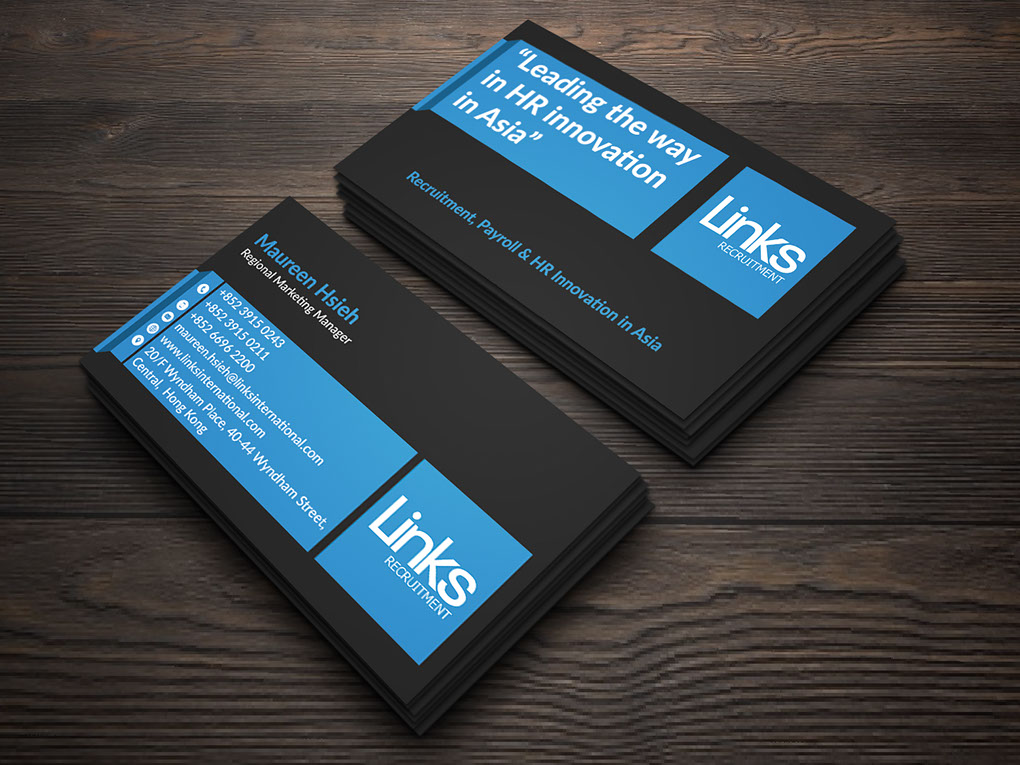 “Leading the way
in HR innovation
in Asia”
Recruitment, Payroll & HR Innovation in Asia
Links
RECRUITMENT
Maureen Hsieh
Regional Marketing Manager
+852 3915 0243
+852 3915 0211
+852 6696 2200
maureen.hsieh@linksinternational.com
www.linksinternational.com
20/F Wyndham Place, 40-44 Wyndham Street,
Central, Hong Kong
Links
RECRUITMENT